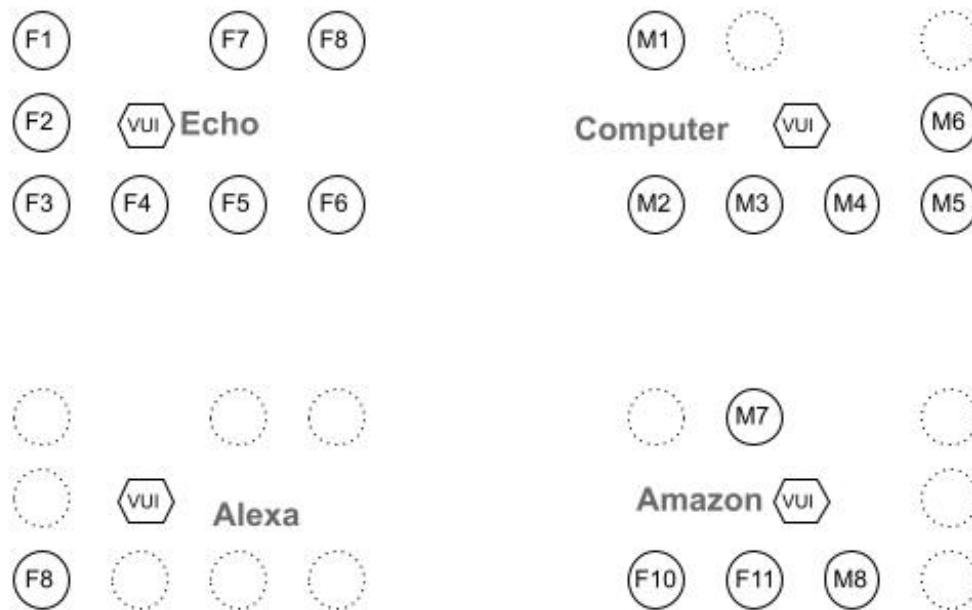 F1 F7 F8 M1
F2 VUI Echo Computer VUI M6
F3 F4 F5 F6 M2 M3 M4 M5
M7
VUI Alexa Amazon VUI
F8 F10 F11 M8